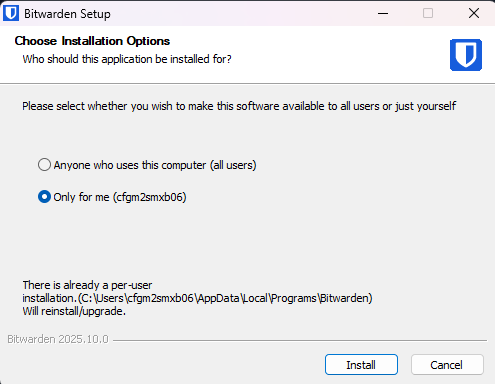 Bitwarden Setup
Choose Installation Options
Who should this application be installed for?
Please select whether you wish to make this software available to all users or just yourself
Anyone who uses this computer (all users)
Only for me (cfgm2smxb06)
There is already a per-user
installation.(C:\Users\cfgm2smxb06\AppData\Local\Programs\Bitwarden)
Will reinstall/upgrade.
Bitwarden 2025.10.0
Install
Cancel